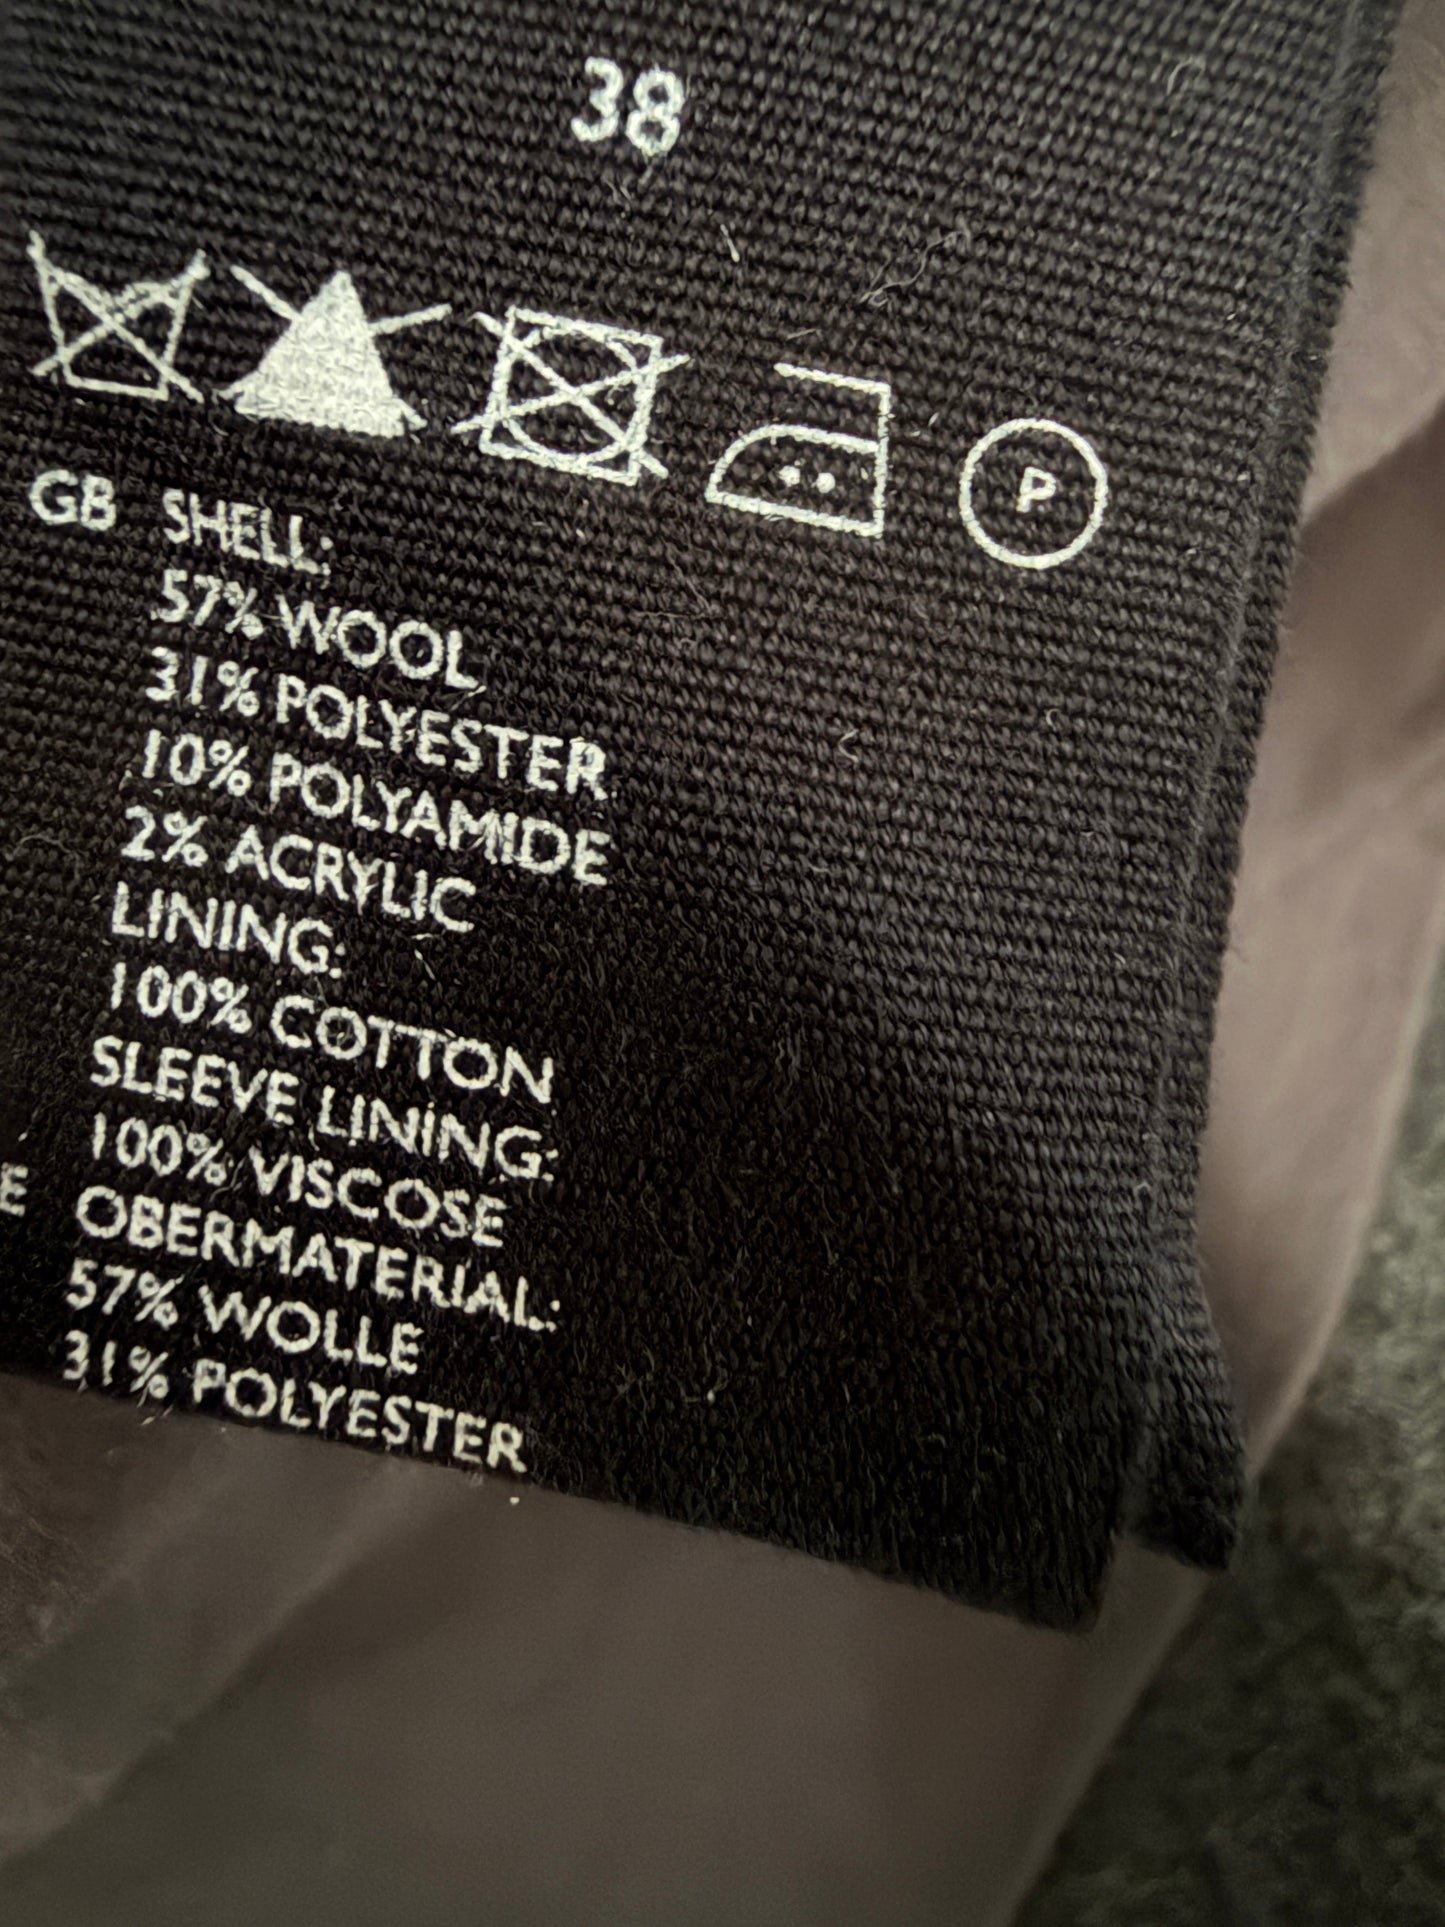 38
P
GB SHELL:
57% WOOL
31% POLYESTER
10% POLYAMIDE
2% ACRYLIC
LINING:
100% COTTON
SLEEVE LINING:
100% VISCOSE
E OBERMATERIAL:
57% WOLLE
31% POLYESTER